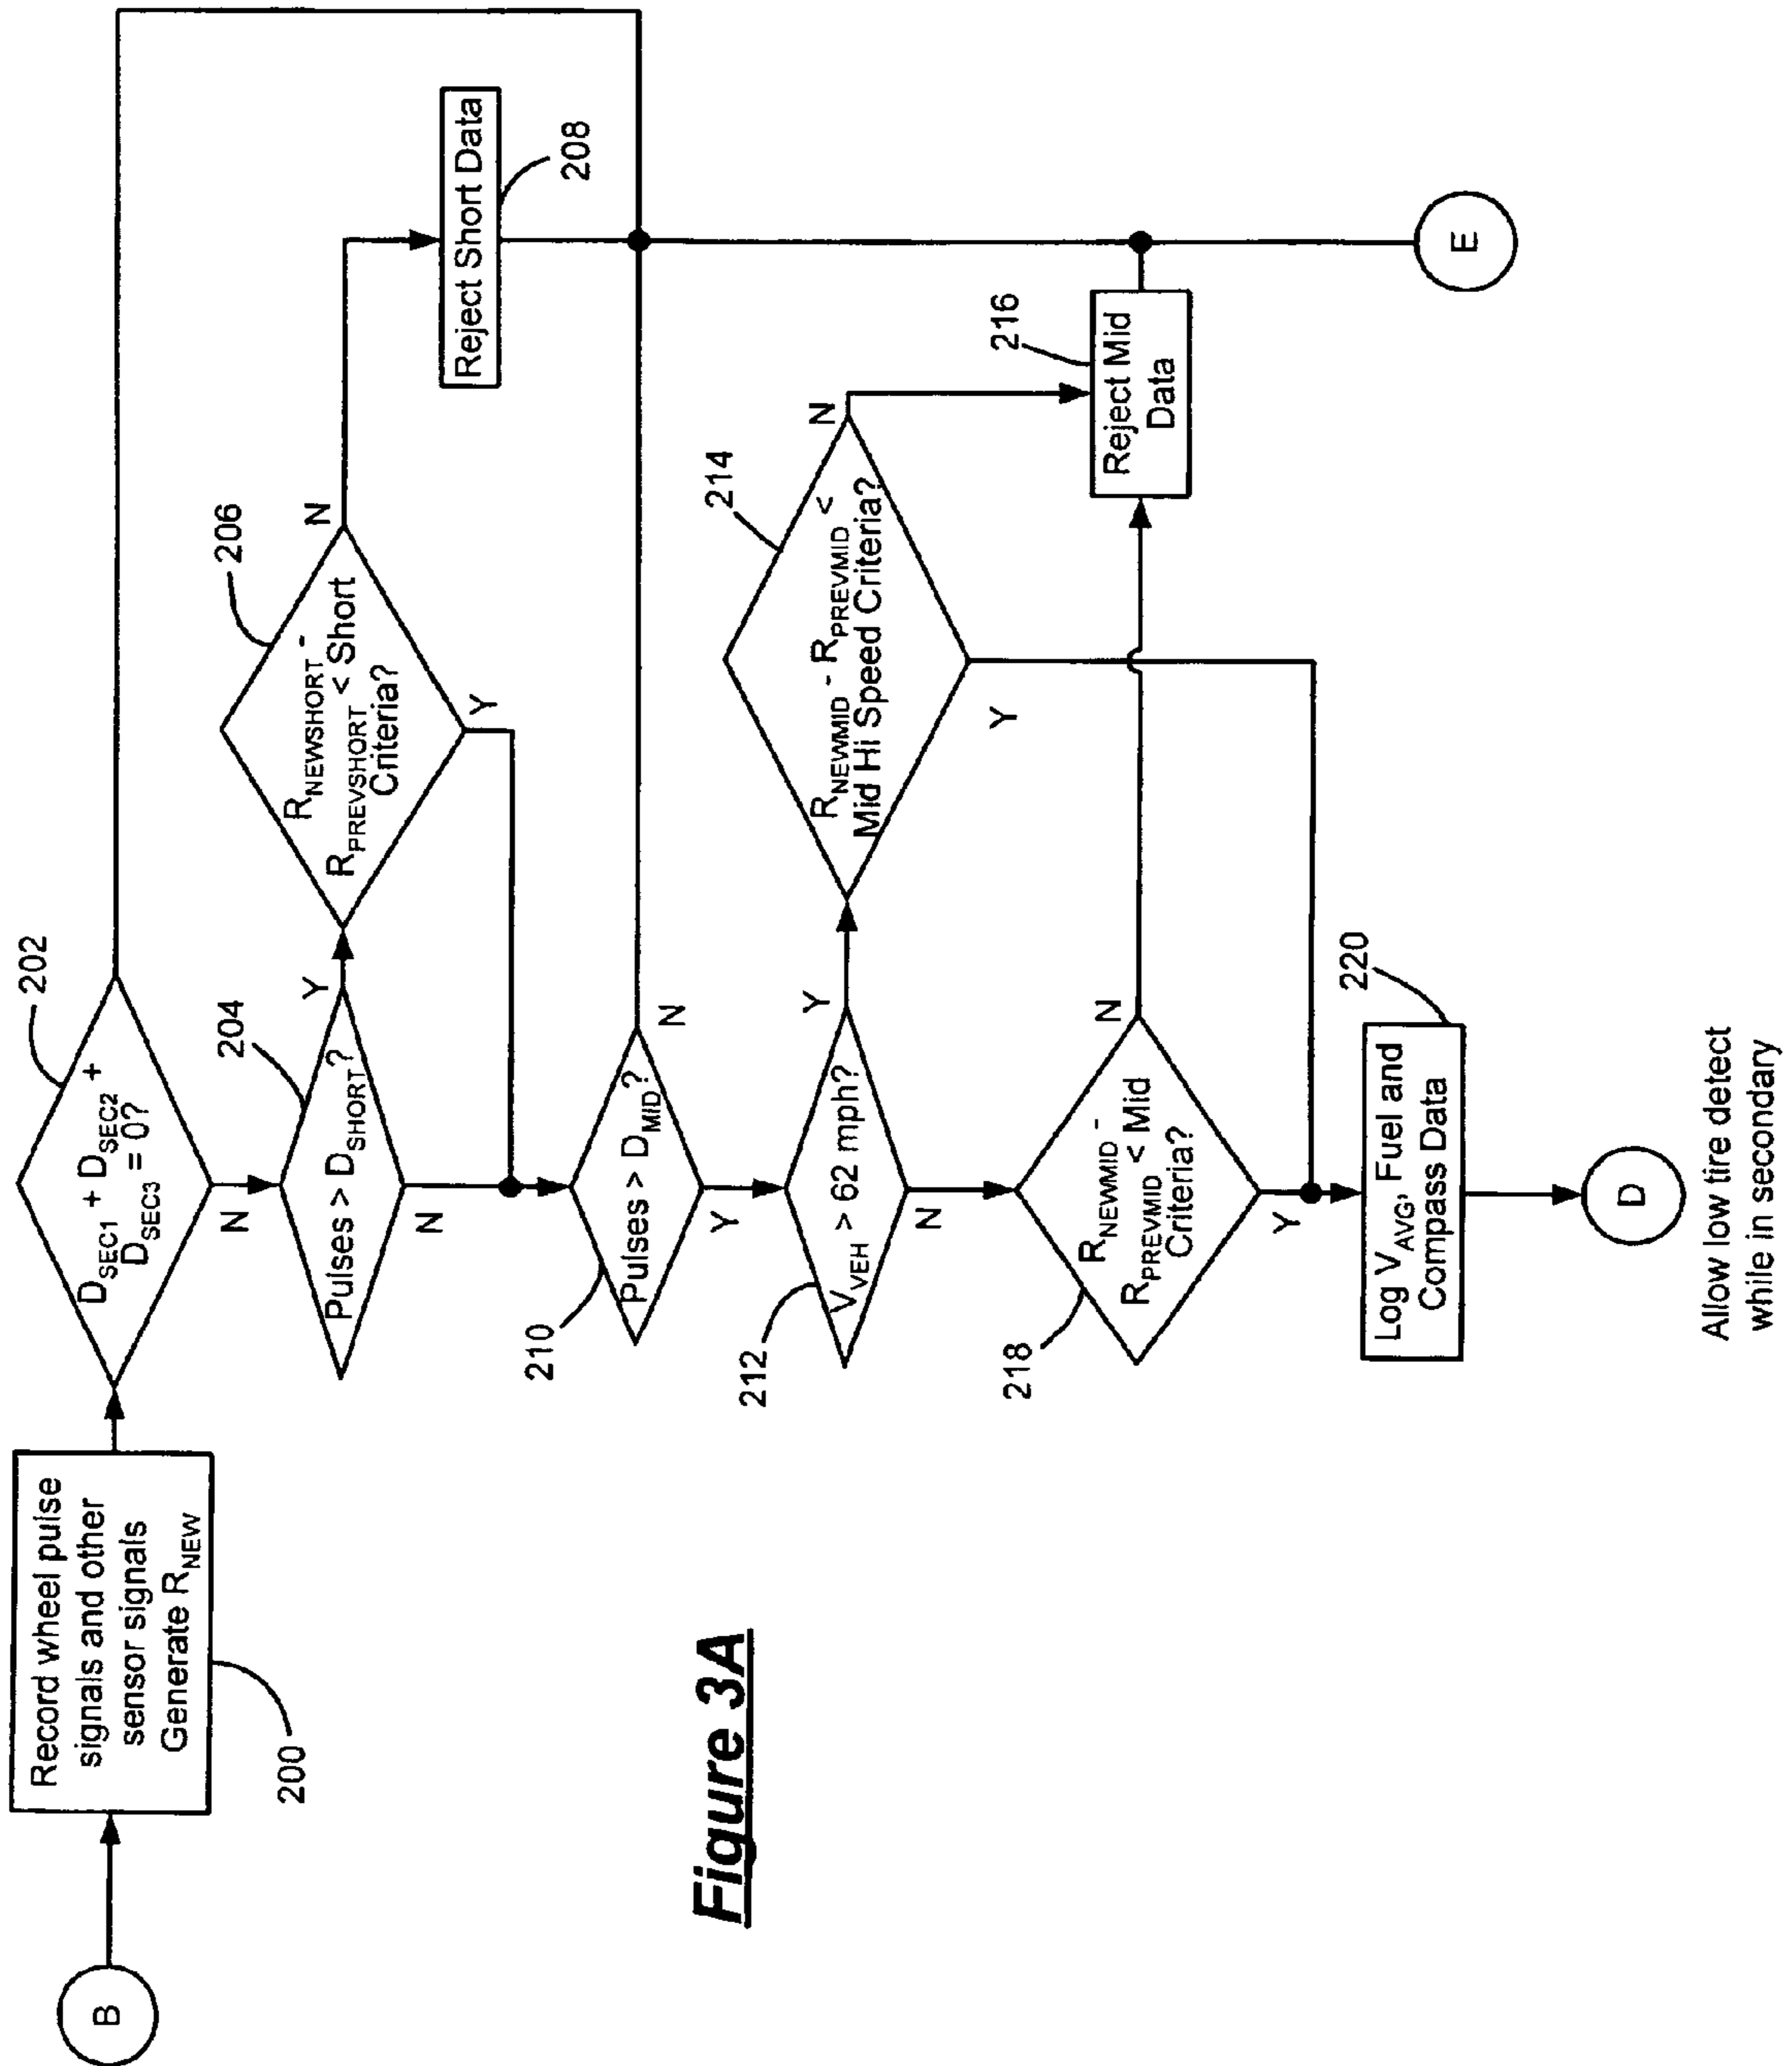 B
Record wheel pulse
signals and other
sensor signals
Generate R_NEW
200
D_SEC1 + D_SEC2 +
D_SEC3 = 0?
202
N
Pulses > D_SHORT?
204
Y
N
R_NEWSHORT -
R_PREVSHORT < Short
Criteria?
206
N
Y
Reject Short Data
208
Pulses > D_MID?
210
N
Y
V_VEH > 62 mph?
212
Y
N
R_NEWMID - R_PREVMID <
Mid Hi Speed Criteria?
214
N
Y
Reject Mid
Data
216
R_NEWMID -
R_PREVMID < Mid
Criteria?
218
N
Y
Log V_AVG, Fuel and
Compass Data
220
D
E
Allow low tire detect
while in secondary
Figure 3A